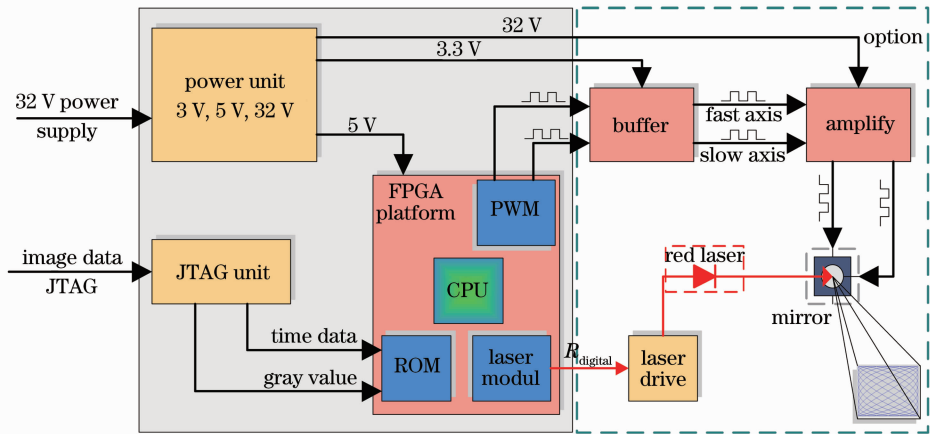 32 V
option
3.3 V
power unit
3 V, 5 V, 32 V
32 V power
supply
5 V
buffer
fast axis
slow axis
amplify
FPGA
platform
PWM
image data
JTAG
JTAG unit
CPU
red laser
mirror
time data
gray value
ROM
laser
modul
R digital
laser
drive